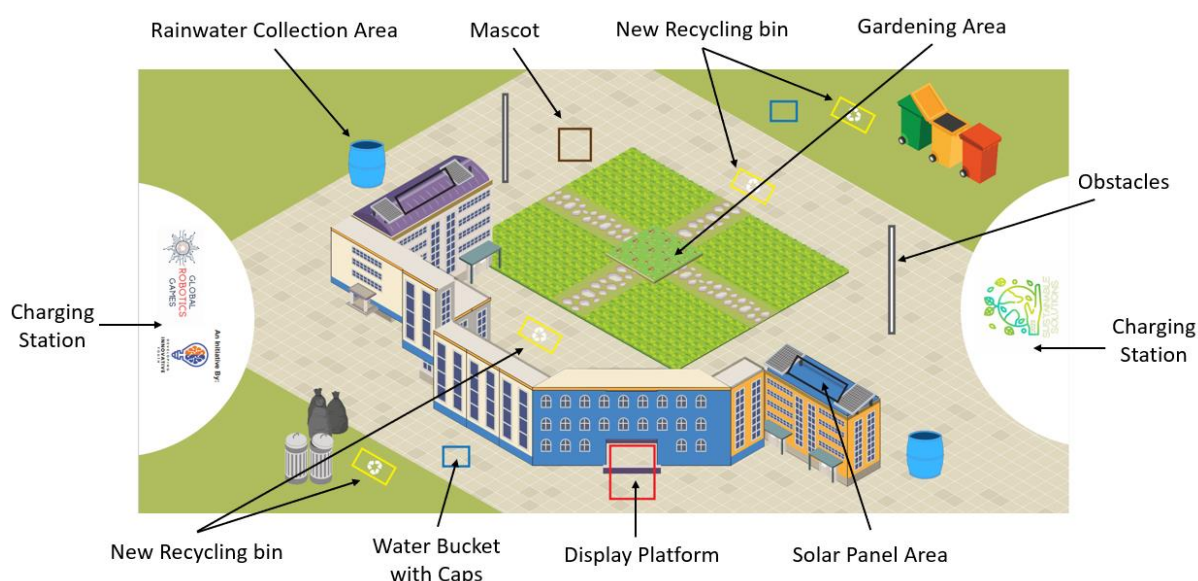 Rainwater Collection Area
Mascot
New Recycling bin
Gardening Area
Obstacles
Charging
Station
GLOBAL
ROBOTICS
GAMES
An Initiative By:
INNOVATIVE
Charging
Station
New Recycling bin
Water Bucket
with Caps
Display Platform
Solar Panel Area